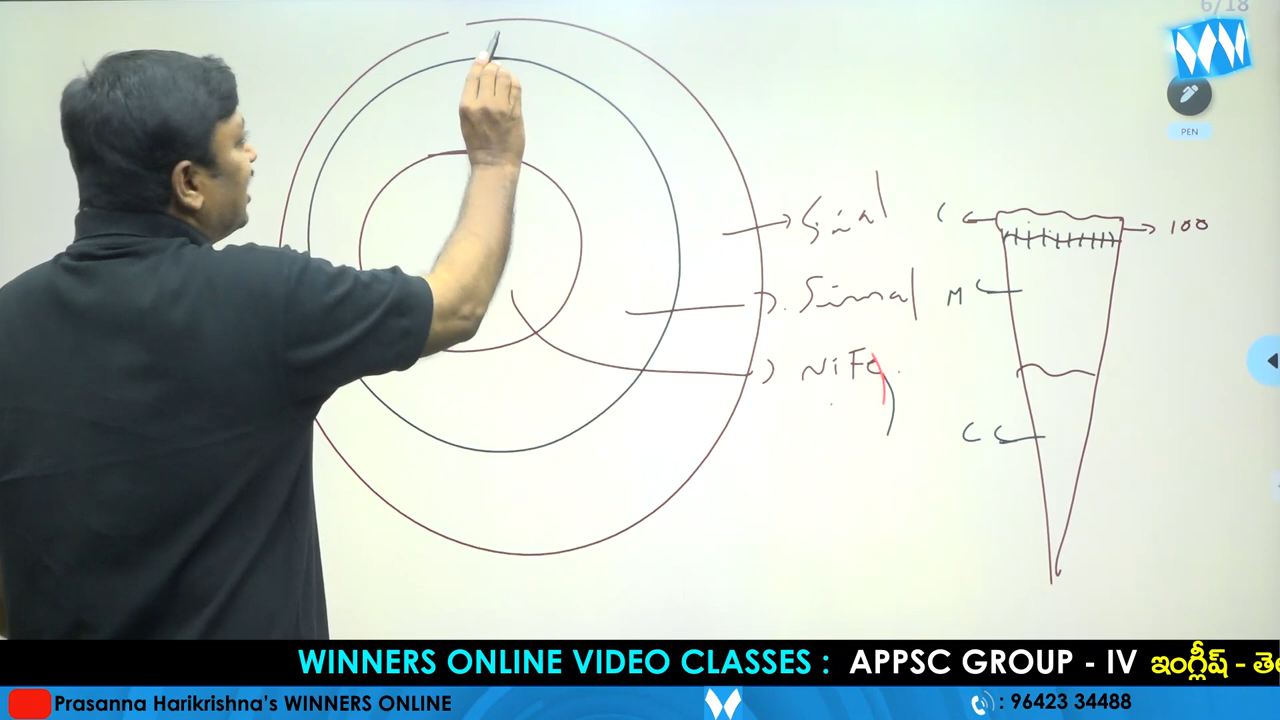 6/18
W
PEN
Sial
C
100
Simal
M
NiFe
C
WINNERS ONLINE VIDEO CLASSES : APPSC GROUP - IV ఇంగ్లీష్ - తె
Prasanna Harikrishna's WINNERS ONLINE
W
: 96423 34488